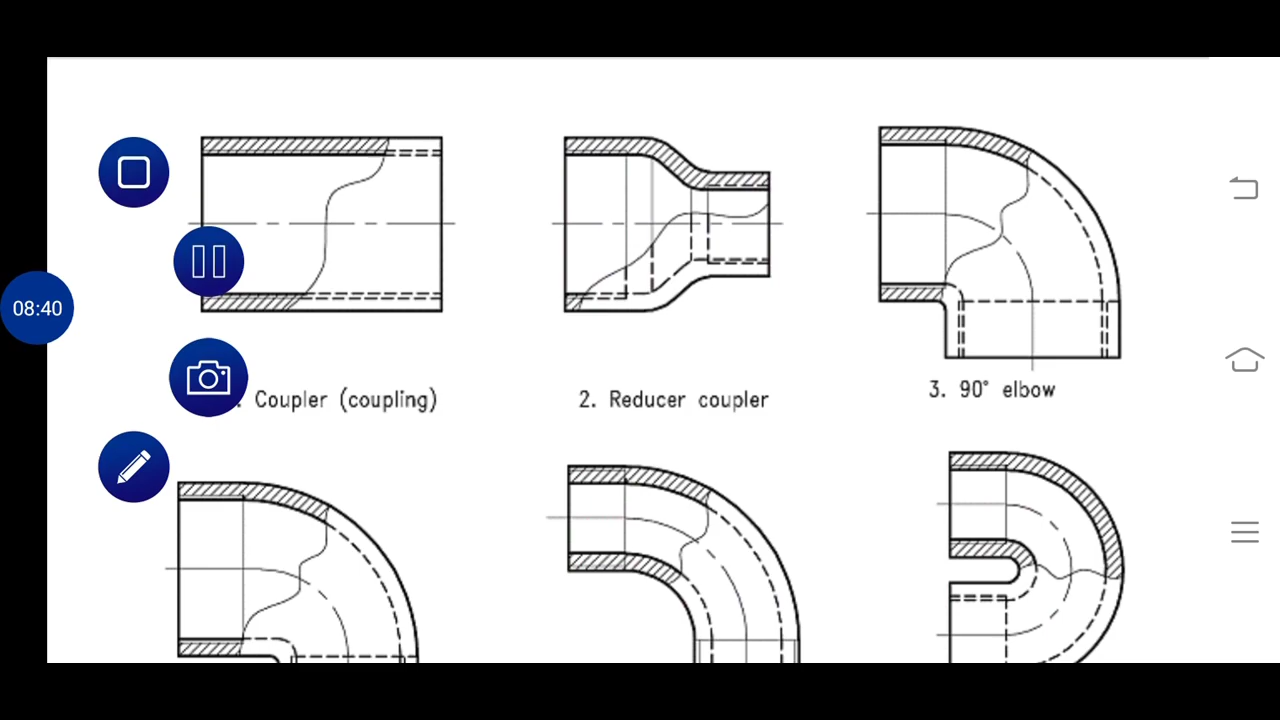 08:40
. Coupler (coupling)
2. Reducer coupler
3. 90° elbow